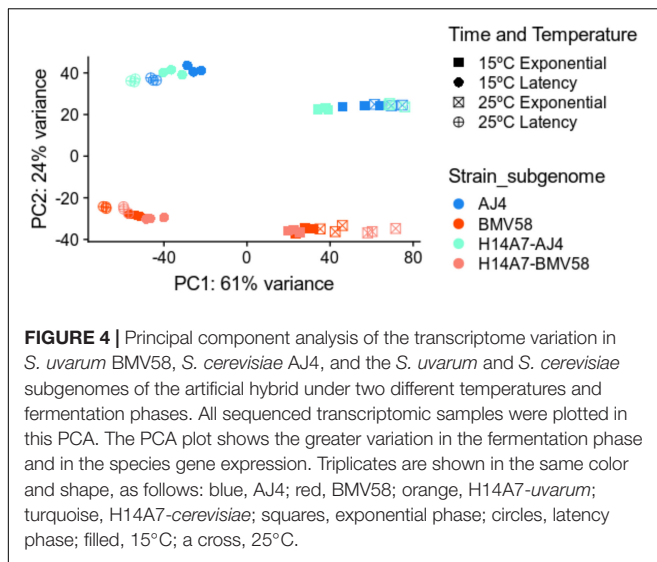 Time and Temperature
15ºC Exponential
15ºC Latency
25ºC Exponential
25ºC Latency
Strain_subgenome
AJ4
BMV58
H14A7-AJ4
H14A7-BMV58
PC2: 24% variance
40
20
0
-20
-40
-40
0
40
80
PC1: 61% variance
FIGURE 4 | Principal component analysis of the transcriptome variation in
S. uvarum BMV58, S. cerevisiae AJ4, and the S. uvarum and S. cerevisiae
subgenomes of the artificial hybrid under two different temperatures and
fermentation phases. All sequenced transcriptomic samples were plotted in
this PCA. The PCA plot shows the greater variation in the fermentation phase
and in the species gene expression. Triplicates are shown in the same color
and shape, as follows: blue, AJ4; red, BMV58; orange, H14A7-uvarum;
turquoise, H14A7-cerevisiae; squares, exponential phase; circles, latency
phase; filled, 15°C; a cross, 25°C.